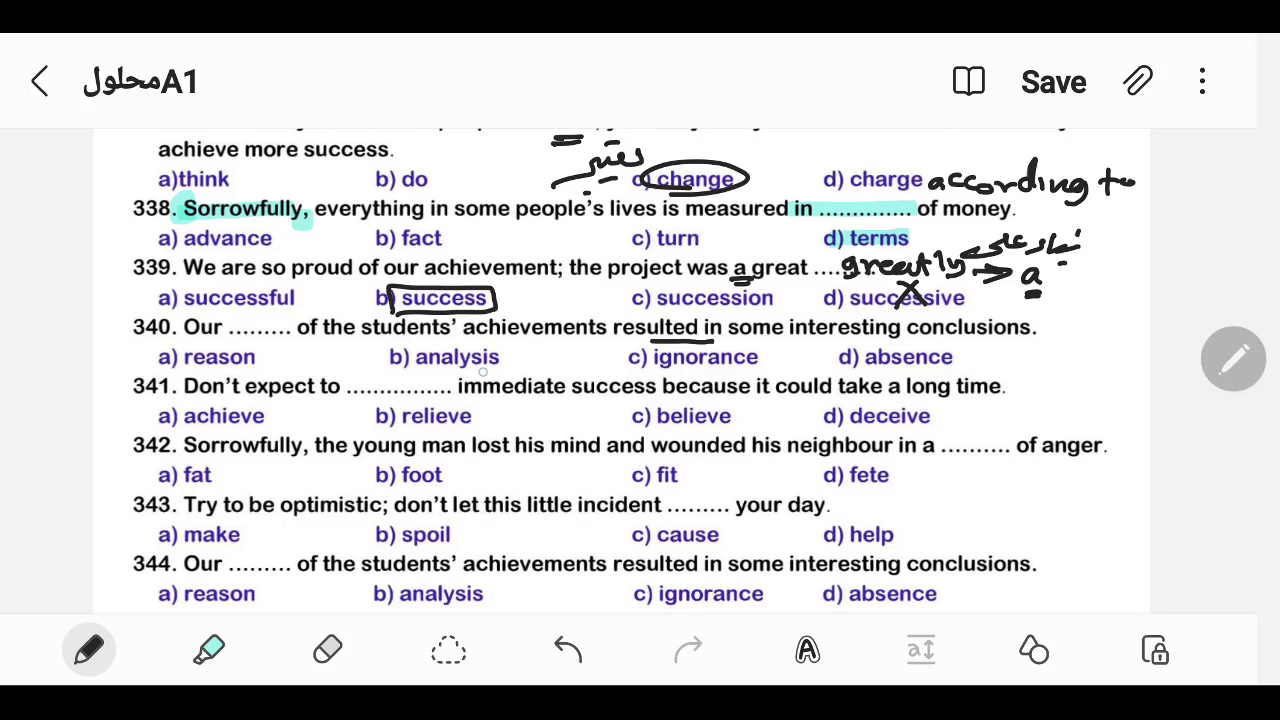 محلول A1
Save
achieve more success.
a)think b) do c) change d) charge
according to
338. Sorrowfully, everything in some people's lives is measured in .............. of money.
a) advance b) fact c) turn d) terms
339. We are so proud of our achievement; the project was a great ....
greatly
a
a) successful b) success c) succession d) successive
340. Our ......... of the students' achievements resulted in some interesting conclusions.
a) reason b) analysis c) ignorance d) absence
341. Don't expect to ................ immediate success because it could take a long time.
a) achieve b) relieve c) believe d) deceive
342. Sorrowfully, the young man lost his mind and wounded his neighbour in a .......... of anger.
a) fat b) foot c) fit d) fete
343. Try to be optimistic; don't let this little incident ......... your day.
a) make b) spoil c) cause d) help
344. Our ......... of the students' achievements resulted in some interesting conclusions.
a) reason b) analysis c) ignorance d) absence